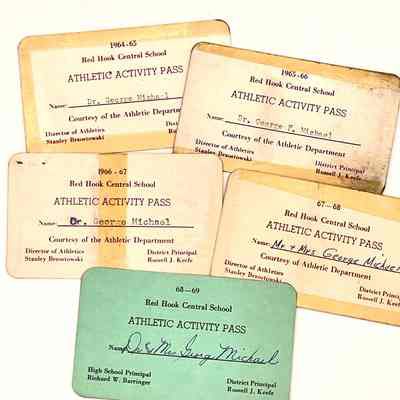 1964-65
Red Hook Central School
ATHLETIC ACTIVITY PASS
Name Dr. George Michael
Courtesy of the Athletic Department
Director of Athletics
Stanley Brzostowski
1965-66
Red Hook Central School
ATHLETIC ACTIVITY PASS
Name Dr. George F. Michael
Courtesy of the Athletic Department
Director of Athletics
Stanley Brzostowski
District Principal
Russell J. Keefe
1966 - 67
Red Hook Central School
ATHLETIC ACTIVITY PASS
Name Dr. George Michael
Courtesy of the Athletic Department
Director of Athletics
Stanley Brzostowski
District Principal
Russell J. Keefe
67-68
Red Hook Central School
ATHLETIC ACTIVITY PASS
Name Mr + Mrs George Michael
Courtesy of the Athletic Department
Director of Athletics
Stanley Brzostowski
District Principal
Russell J. Keefe
68-69
Red Hook Central School
ATHLETIC ACTIVITY PASS
Name Dr & Mrs Georg Michael
High School Principal
Richard W. Barringer
District Principal
Russell J. Keefe